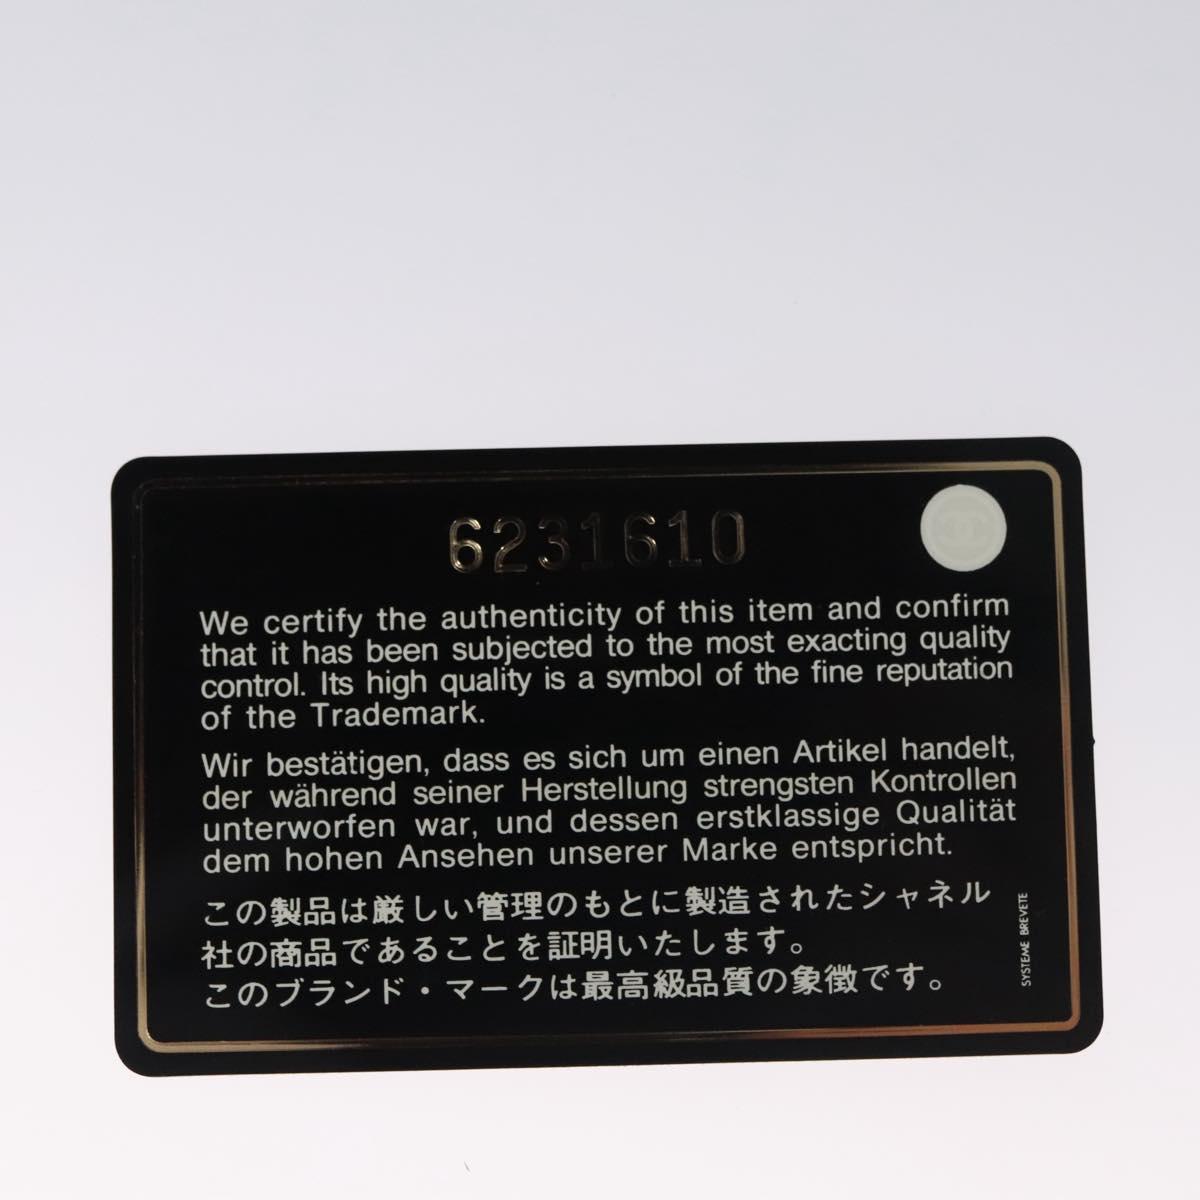 6231610
We certify the authenticity of this item and confirm
that it has been subjected to the most exacting quality
control. Its high quality is a symbol of the fine reputation
of the Trademark.
Wir bestätigen, dass es sich um einen Artikel handelt,
der während seiner Herstellung strengsten Kontrollen
unterworfen war, und dessen erstklassige Qualität
dem hohen Ansehen unserer Marke entspricht.
この製品は厳しい管理のもとに製造されたシャネル
社の商品であることを証明いたします。
このブランド・マークは最高級品質の象徴です。
SYSTEME BREVETE